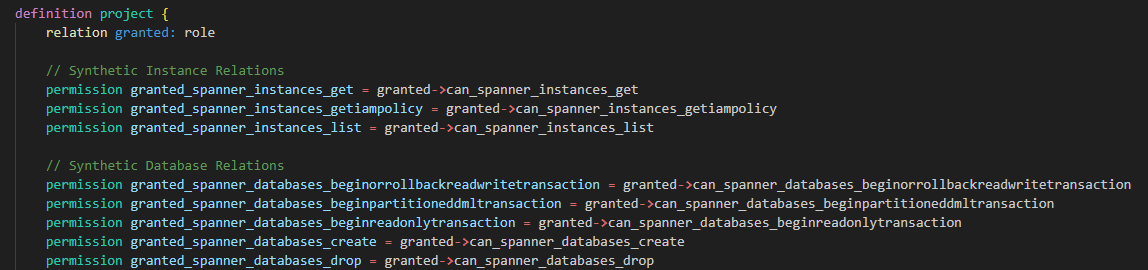 definition project {
relation granted: role
// Synthetic Instance Relations
permission granted_spanner_instances_get = granted->can_spanner_instances_get
permission granted_spanner_instances_getiampolicy = granted->can_spanner_instances_getiampolicy
permission granted_spanner_instances_list = granted->can_spanner_instances_list
// Synthetic Database Relations
permission granted_spanner_databases_beginorrollbackreadwritetransaction = granted->can_spanner_databases_beginorrollbackreadwritetransaction
permission granted_spanner_databases_beginpartitioneddmltransaction = granted->can_spanner_databases_beginpartitioneddmltransaction
permission granted_spanner_databases_beginreadonlytransaction = granted->can_spanner_databases_beginreadonlytransaction
permission granted_spanner_databases_create = granted->can_spanner_databases_create
permission granted_spanner_databases_drop = granted->can_spanner_databases_drop